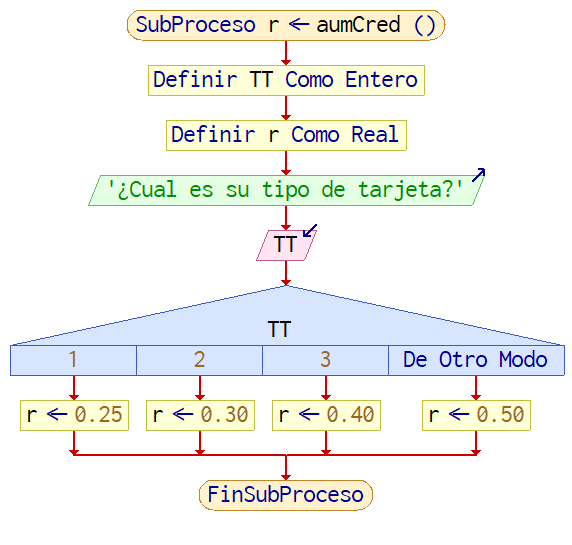 SubProceso r ← aumCred ()
Definir TT Como Entero
Definir r Como Real
'¿Cual es su tipo de tarjeta?'
TT
TT
1 2 3 De Otro Modo
r ← 0.25 r ← 0.30 r ← 0.40 r ← 0.50
FinSubProceso